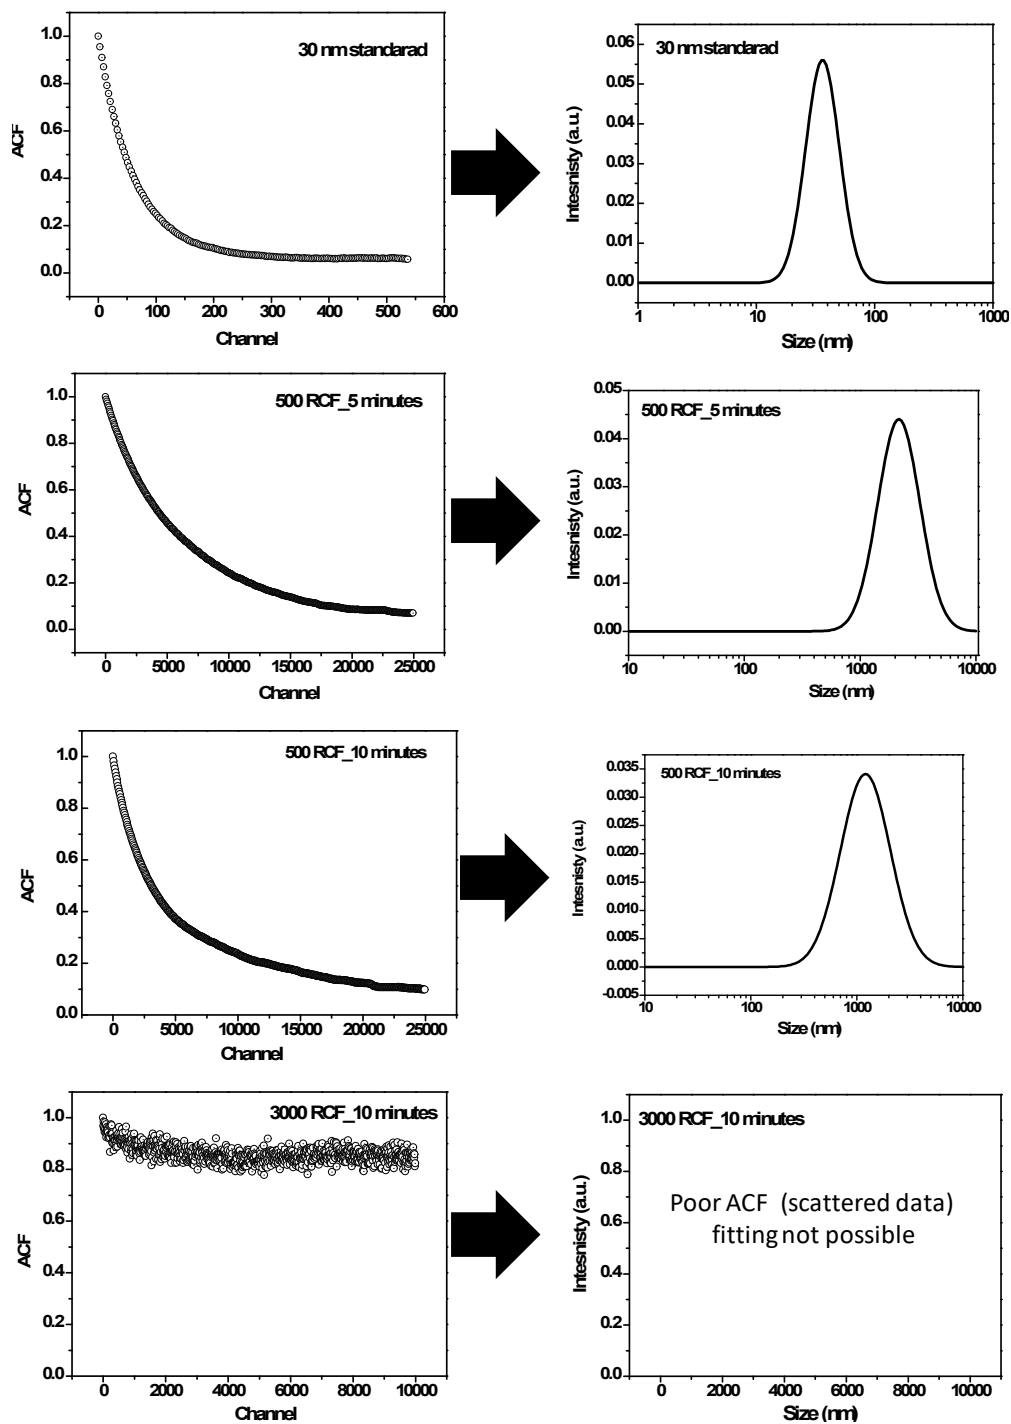 30 nm standarad
ACF
1.0
0.8
0.6
0.4
0.2
0.0
0 100 200 300 400 500 600
Channel
30 nm standarad
Intesnisty (a.u.)
0.06
0.05
0.04
0.03
0.02
0.01
0.00
1 10 100 1000
Size (nm)
500 RCF_5 minutes
ACF
1.0
0.8
0.6
0.4
0.2
0.0
0 5000 10000 15000 20000 25000
Channel
500 RCF_5 minutes
Intesnisty (a.u.)
0.05
0.04
0.03
0.02
0.01
0.00
10 100 1000 10000
Size (nm)
500 RCF_10 minutes
ACF
1.0
0.8
0.6
0.4
0.2
0.0
0 5000 10000 15000 20000 25000
Channel
500 RCF_10 minutes
Intesnisty (a.u.)
0.035
0.030
0.025
0.020
0.015
0.010
0.005
0.000
-0.005
10 100 1000 10000
Size (nm)
3000 RCF_10 minutes
ACF
1.0
0.8
0.6
0.4
0.2
0.0
0 2000 4000 6000 8000 10000
Channel
3000 RCF_10 minutes
Intesnisty (a.u.)
1.0
0.8
0.6
0.4
0.2
0.0
Poor ACF (scattered data)
fitting not possible
0 2000 4000 6000 8000 10000
Size (nm)